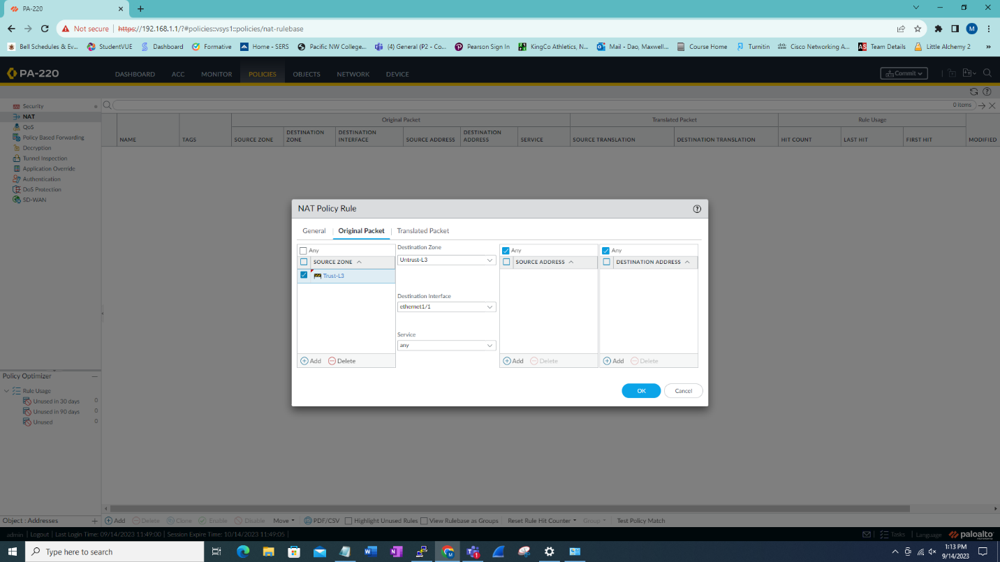 PA-220
Not secure https://192.168.1.1/?#policies::vsys1::policies/nat-rulebase
M
Bell Schedules & Ev... StudentVUE Dashboard Formative Home - SERS Pacific NW Colleg... (4) General (P2 - Co... Pearson Sign In KingCo Athletics, N... Mail - Dao, Maxwell... Course Home Turnitin Cisco Networking A... AS Team Details Little Alchemy 2 »
PA-220 DASHBOARD ACC MONITOR POLICIES OBJECTS NETWORK DEVICE Commit
Security
NAT
QoS
Policy Based Forwarding
Decryption
Tunnel Inspection
Application Override
Authentication
DoS Protection
SD-WAN
0 items
Original Packet Translated Packet Rule Usage
NAME TAGS SOURCE ZONE DESTINATION ZONE DESTINATION INTERFACE SOURCE ADDRESS DESTINATION ADDRESS SERVICE SOURCE TRANSLATION DESTINATION TRANSLATION HIT COUNT LAST HIT FIRST HIT MODIFIED
NAT Policy Rule
General Original Packet Translated Packet
Any
SOURCE ZONE
Trust-L3
Add Delete
Destination Zone
Untrust-L3
Destination Interface
ethernet1/1
Service
any
Any
SOURCE ADDRESS
Add Delete
Any
DESTINATION ADDRESS
Add Delete
OK Cancel
Policy Optimizer
Rule Usage
Unused in 30 days 0
Unused in 90 days 0
Unused 0
Object : Addresses
Add Delete Clone Enable Disable Move PDF/CSV Highlight Unused Rules View Rulebase as Groups Reset Rule Hit Counter Group Test Policy Match
admin | Logout | Last Login Time: 09/14/2023 11:49:00 | Session Expire Time: 10/14/2023 11:49:05 |
Tasks | Language paloalto NETWORKS
Type here to search
1:13 PM
9/14/2023